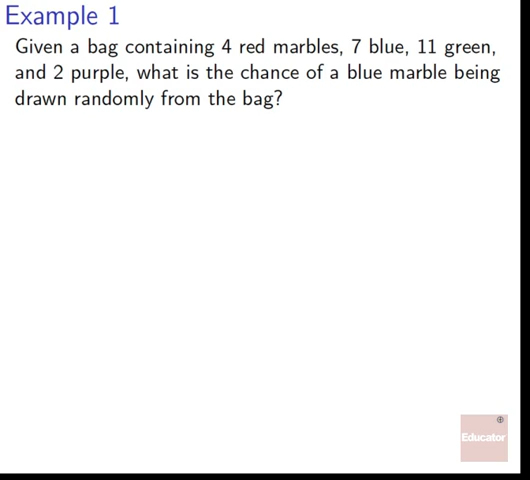 Example 1
Given a bag containing 4 red marbles, 7 blue, 11 green,
and 2 purple, what is the chance of a blue marble being
drawn randomly from the bag?
Educator